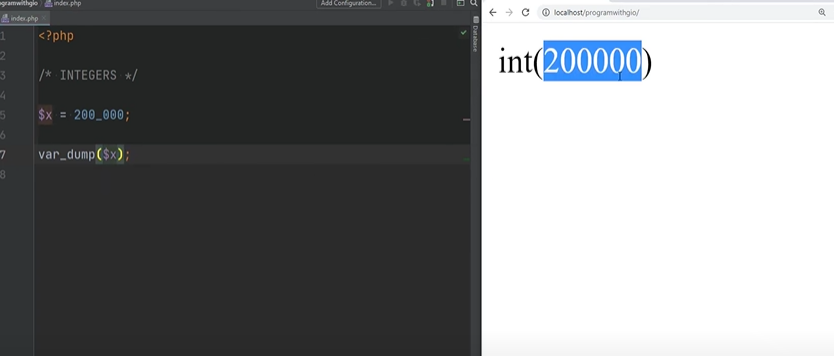 programwithgio index.php
Add Configuration...
index.php
Database
1 <?php
2
3 /* INTEGERS */
4
5 $x = 200_000;
6
7 var_dump($x);
8
localhost/programwithgio/
int(200000)